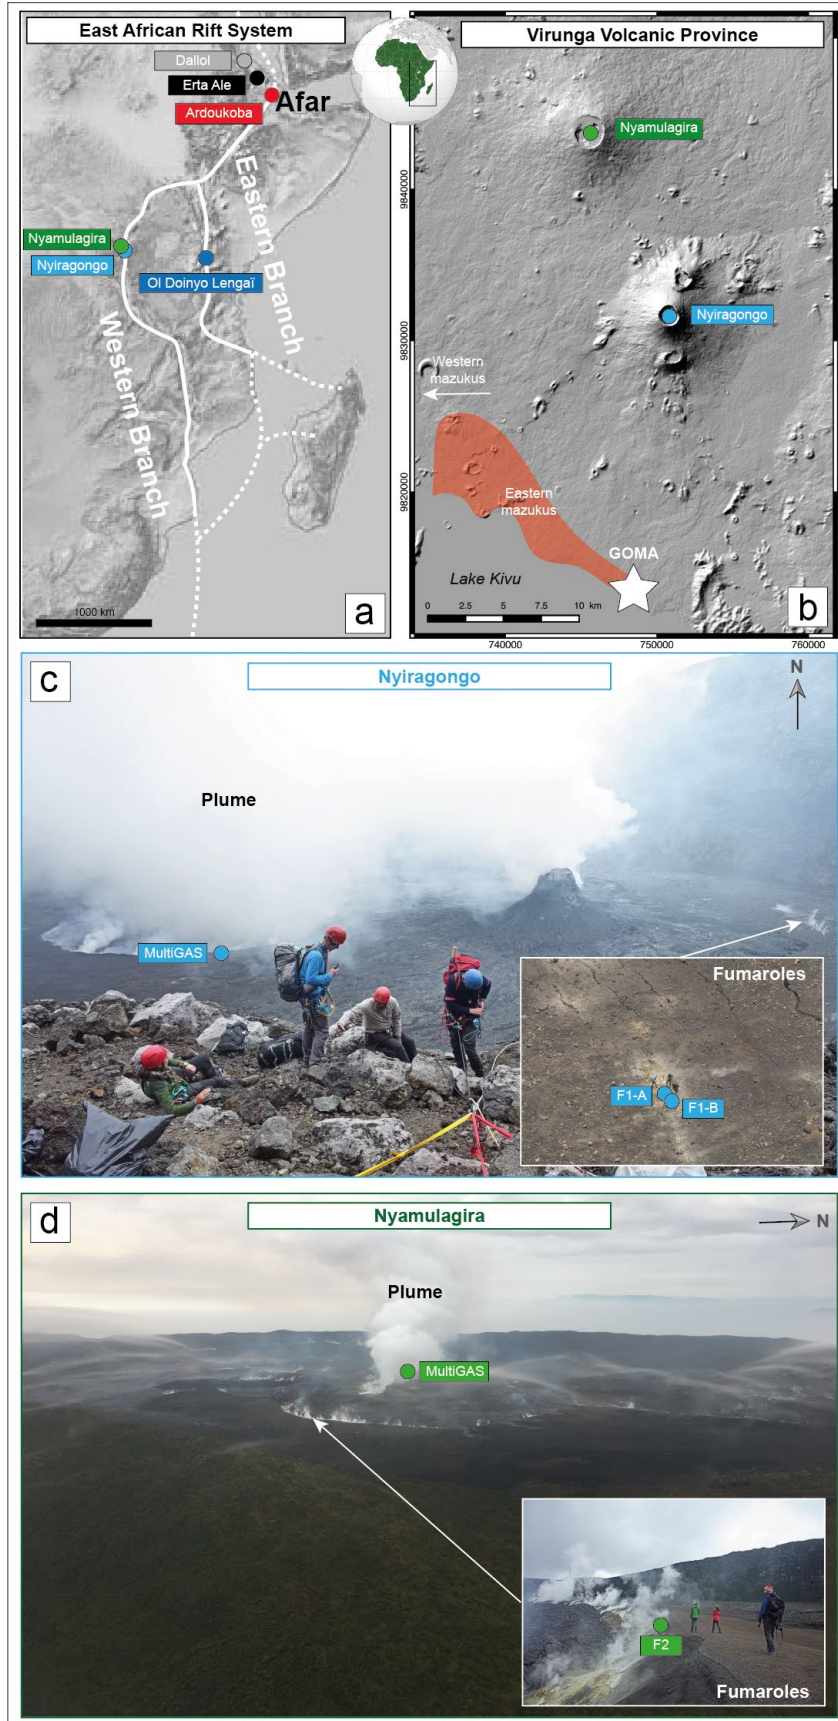 East African Rift System
Dallol
Erta Ale
Ardoukoba
Afar
Eastern Branch
Nyamulagira
Nyiragongo
Ol Doinyo Lengaï
Western Branch
1000 km
a
Virunga Volcanic Province
Nyamulagira
9840000
Nyiragongo
9830000
Western
mazukus
9820000
Eastern
mazukus
GOMA
Lake Kivu
0 2.5 5 7.5 10 km
b
740000 750000 760000
c
Nyiragongo
N
Plume
MultiGAS
Fumaroles
F1-A
F1-B
d
Nyamulagira
N
Plume
MultiGAS
F2
Fumaroles